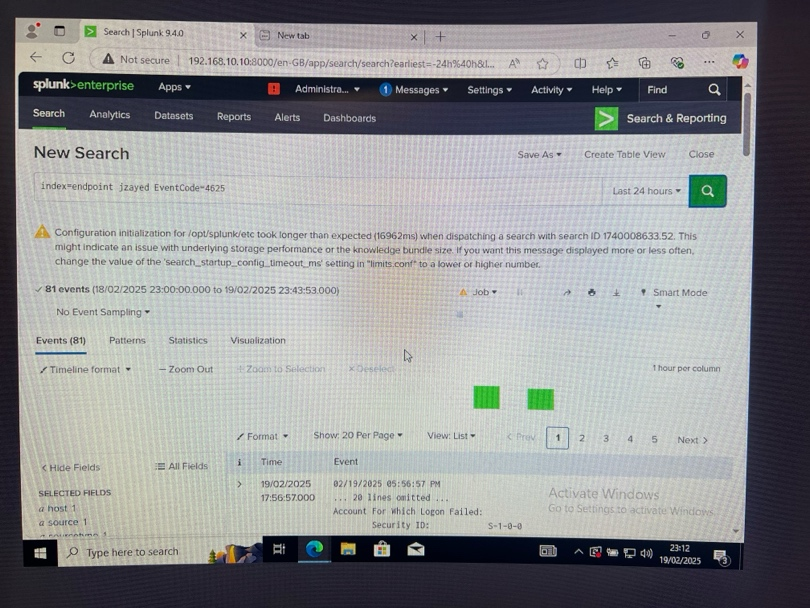 Search | Splunk 9.4.0
New tab
Not secure
192.168.10.10:8000/en-GB/app/search/search?earliest=-24h%40h&l...
splunk>enterprise Apps
Administra...
1 Messages
Settings
Activity
Help
Find
Search Analytics Datasets Reports Alerts Dashboards
Search & Reporting
New Search
Save As
Create Table View
Close
index=endpoint jzayed EventCode=4625
Last 24 hours
Configuration initialization for /opt/splunk/etc took longer than expected (16962ms) when dispatching a search with search ID 1740008633.52. This
might indicate an issue with underlying storage performance or the knowledge bundle size. If you want this message displayed more or less often,
change the value of the 'search_startup_config_timeout_ms' setting in "limits.conf" to a lower or higher number.
81 events (18/02/2025 23:00:00.000 to 19/02/2025 23:43:53.000)
Job
Smart Mode
No Event Sampling
Events (81) Patterns Statistics Visualization
Timeline format
— Zoom Out
+ Zoom to Selection
× Deselect
1 hour per column
Format
Show: 20 Per Page
View: List
< Prev 1 2 3 4 5 Next >
< Hide Fields
All Fields
i Time Event
SELECTED FIELDS
a host 1
a source 1
> 19/02/2025
17:56:57.000
02/19/2025 05:56:57 PM
... 20 lines omitted ...
Account For Which Logon Failed:
Security ID: S-1-0-0
Activate Windows
Go to Settings to activate Windows.
Type here to search
23:12
19/02/2025
3